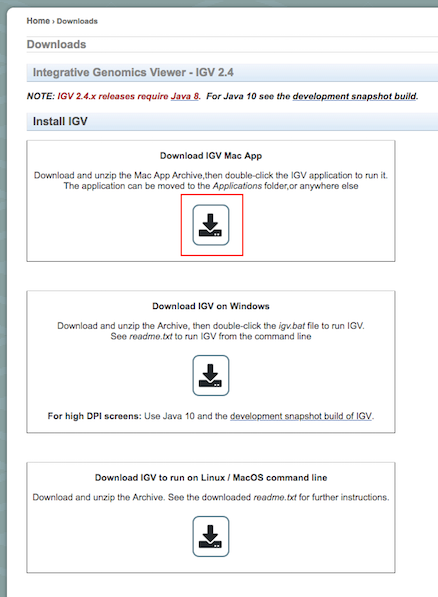 Home › Downloads
Downloads
Integrative Genomics Viewer - IGV 2.4
NOTE: IGV 2.4.x releases require Java 8. For Java 10 see the development snapshot build.
Install IGV
Download IGV Mac App
Download and unzip the Mac App Archive,then double-click the IGV application to run it.
The application can be moved to the Applications folder,or anywhere else
Download IGV on Windows
Download and unzip the Archive, then double-click the igv.bat file to run IGV.
See readme.txt to run IGV from the command line
For high DPI screens: Use Java 10 and the development snapshot build of IGV.
Download IGV to run on Linux / MacOS command line
Download and unzip the Archive. See the downloaded readme.txt for further instructions.